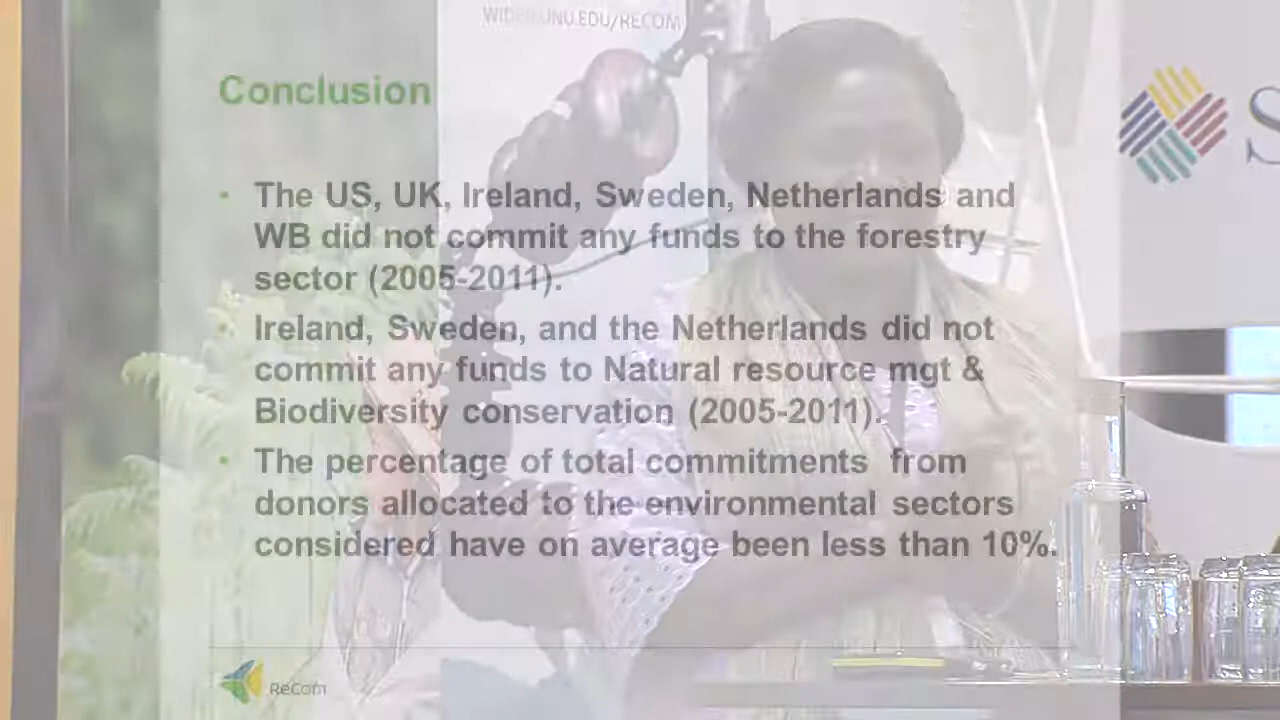 WIDER.UNU.EDU/RECOM
Conclusion
• The US, UK, Ireland, Sweden, Netherlands and
WB did not commit any funds to the forestry
sector (2005-2011).
• Ireland, Sweden, and the Netherlands did not
commit any funds to Natural resource mgt &
Biodiversity conservation (2005-2011).
• The percentage of total commitments from
donors allocated to the environmental sectors
considered have on average been less than 10%.
ReCom
S